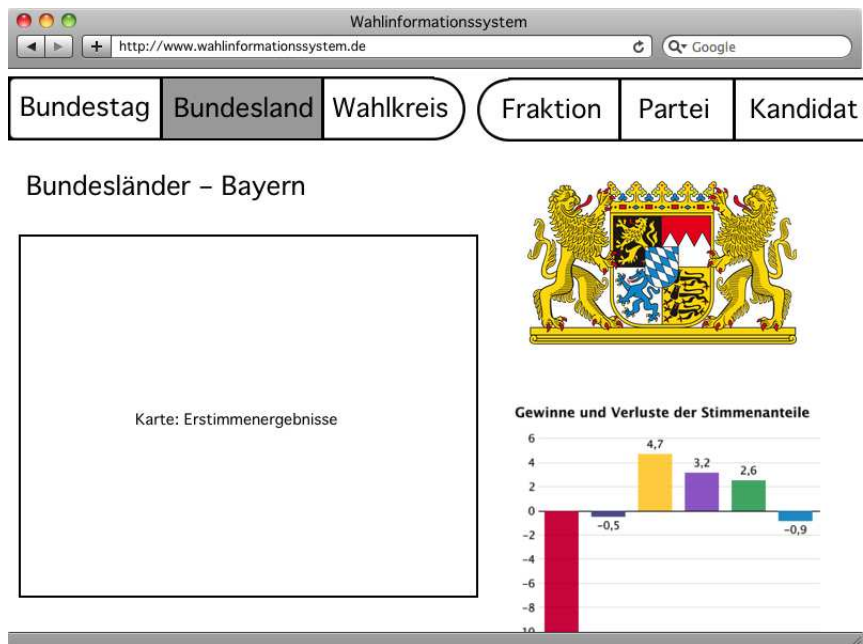 Wahlinformationssystem
http://www.wahlinformationssystem.de
Google
Bundestag Bundesland Wahlkreis Fraktion Partei Kandidat
Bundesländer – Bayern
Karte: Erstimmenergebnisse
Gewinne und Verluste der Stimmenanteile
6
4,7
4
3,2
2,6
2
0
-0,5
-0,9
-2
-4
-6
-8